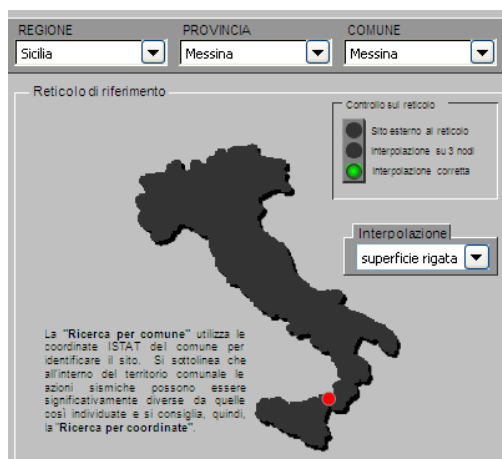 REGIONE PROVINCIA COMUNE
Sicilia Messina Messina
Reticolo di riferimento
Controllo sul reticolo
Sito esterno al reticolo
Interpolazione su 3 nodi
Interpolazione corretta
Interpolazione
superficie rigata
La "Ricerca per comune" utilizza le
coordinate ISTAT del comune per
identificare il sito. Si sottolinea che
all'interno del territorio comunale le
azioni sismiche possono essere
significativamente diverse da quelle
così individuate e si consiglia, quindi,
la "Ricerca per coordinate".